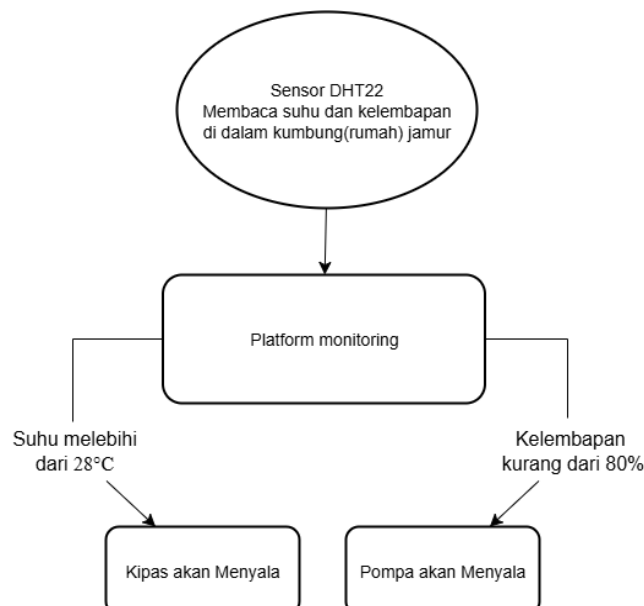 Sensor DHT22
Membaca suhu dan kelembapan
di dalam kumbung(rumah) jamur
Platform monitoring
Suhu melebihi
dari 28°C
Kelembapan
kurang dari 80%
Kipas akan Menyala
Pompa akan Menyala